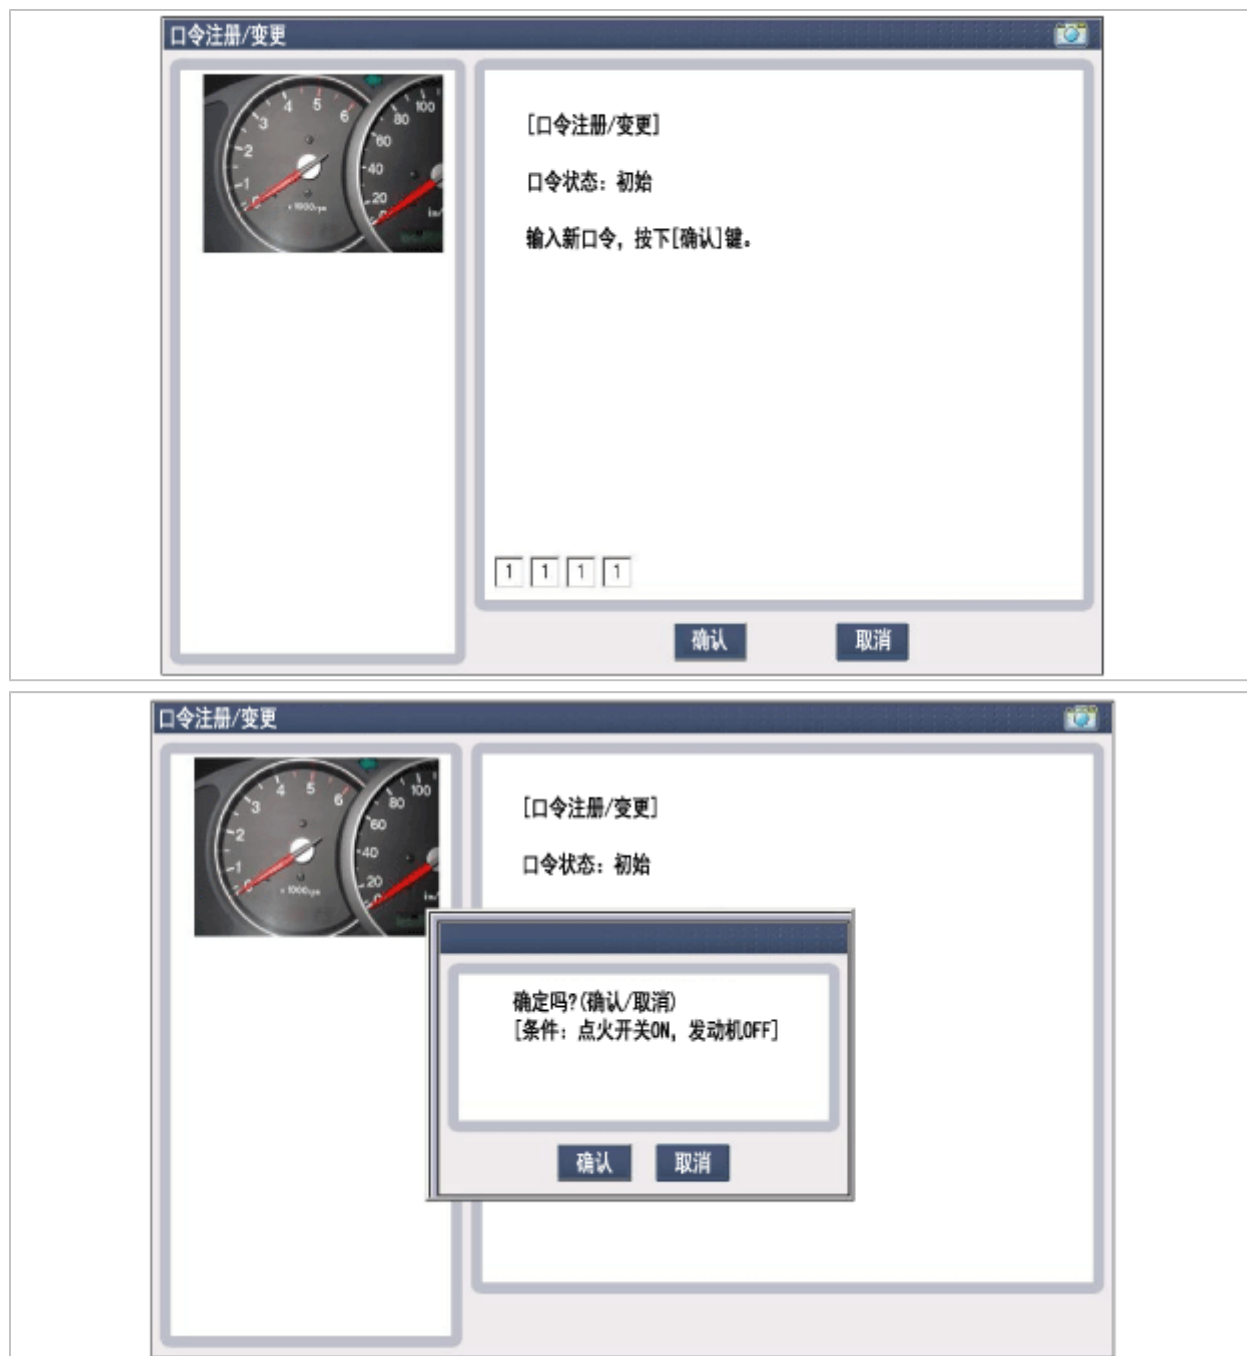 口令注册/变更
[口令注册/变更]
口令状态: 初始
输入新口令, 按下[确认]键。
1 1 1 1
确认 取消
口令注册/变更
[口令注册/变更]
口令状态: 初始
确定吗?(确认/取消)
[条件: 点火开关ON, 发动机OFF]
确认 取消